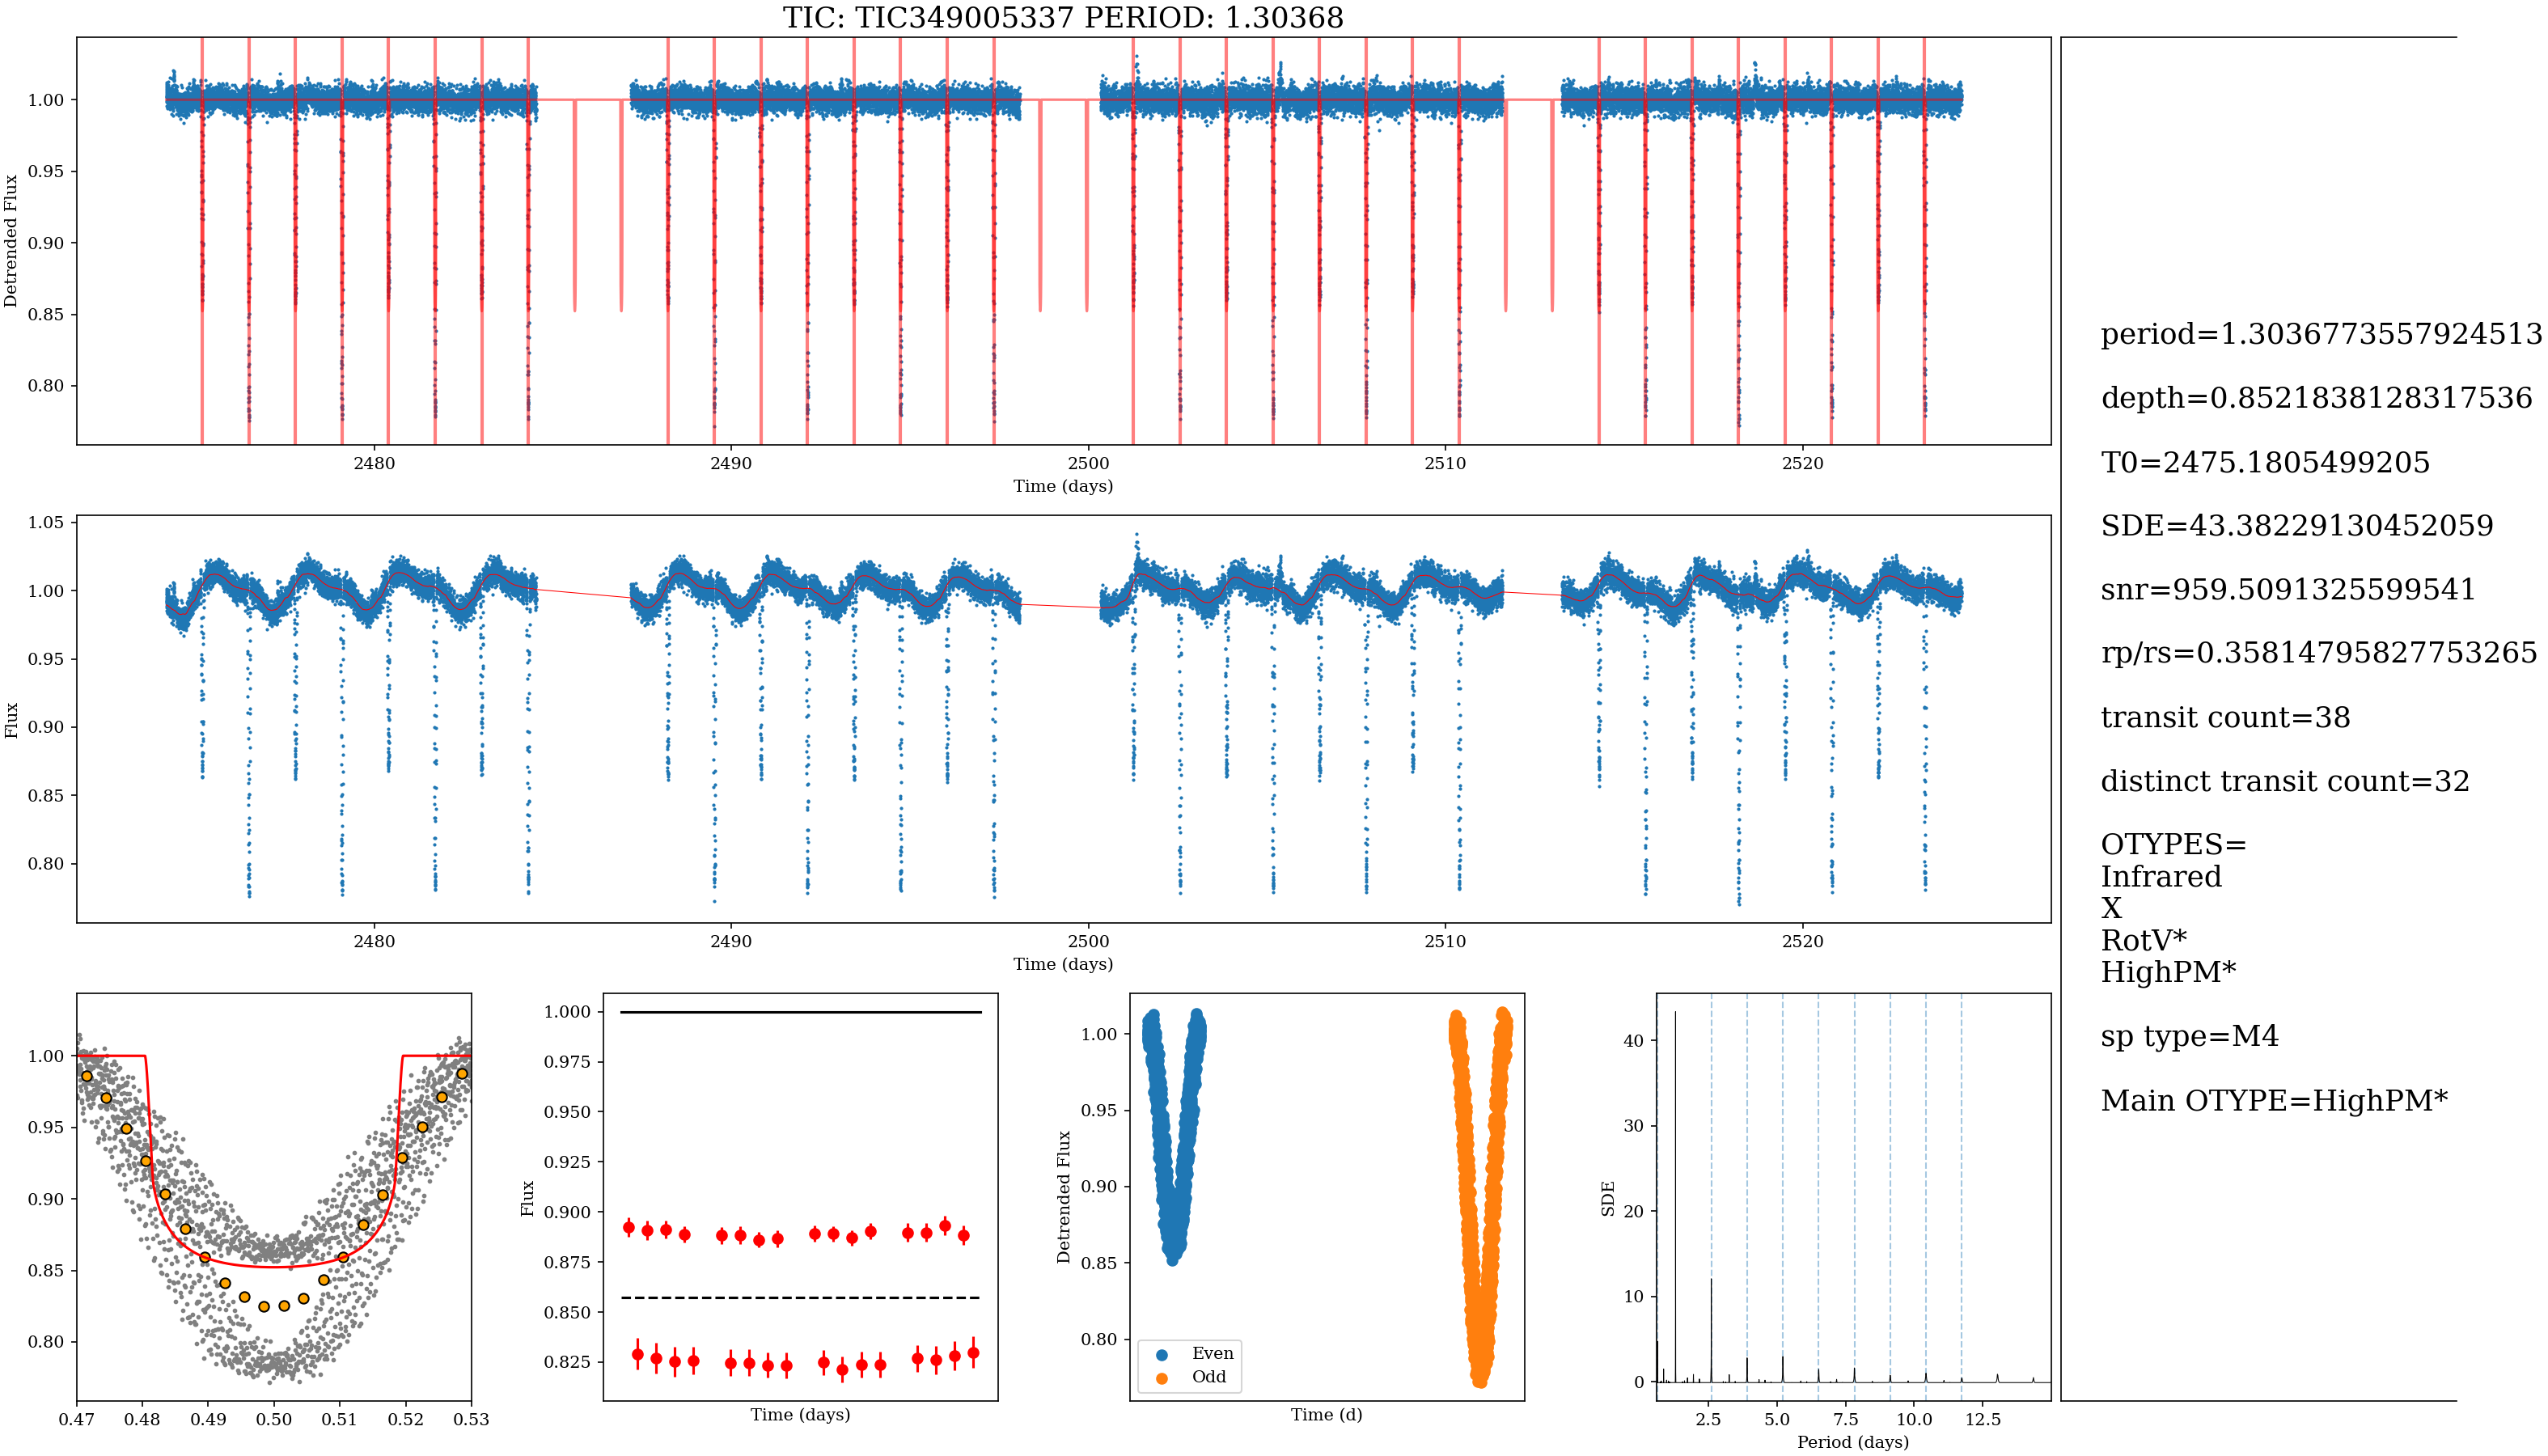 TIC: TIC349005337 PERIOD: 1.30368
1.00
0.95
0.90
0.85
0.80
Detrended Flux
2480
2490
2500
2510
2520
Time (days)
1.05
1.00
0.95
0.90
0.85
0.80
Flux
2480
2490
2500
2510
2520
Time (days)
1.00
0.95
0.90
0.85
0.80
0.47
0.48
0.49
0.50
0.51
0.52
0.53
1.000
0.975
0.950
0.925
0.900
0.875
0.850
0.825
Flux
Time (days)
1.00
0.95
0.90
0.85
0.80
Detrended Flux
Even
Odd
Time (d)
40
30
20
10
0
SDE
2.5
5.0
7.5
10.0
12.5
Period (days)
period=1.3036773557924513
depth=0.8521838128317536
T0=2475.1805499205
SDE=43.38229130452059
snr=959.5091325599541
rp/rs=0.35814795827753265
transit count=38
distinct transit count=32
OTYPES=
Infrared
X
RotV*
HighPM*
sp type=M4
Main OTYPE=HighPM*